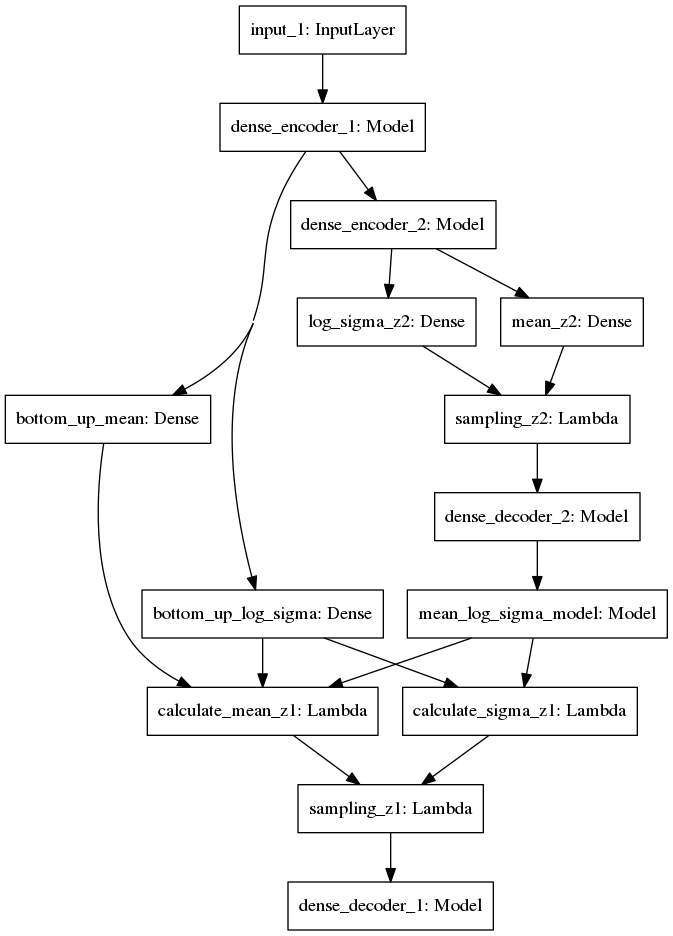 input_1: InputLayer
dense_encoder_1: Model
dense_encoder_2: Model
log_sigma_z2: Dense
mean_z2: Dense
bottom_up_mean: Dense
sampling_z2: Lambda
dense_decoder_2: Model
bottom_up_log_sigma: Dense
mean_log_sigma_model: Model
calculate_mean_z1: Lambda
calculate_sigma_z1: Lambda
sampling_z1: Lambda
dense_decoder_1: Model